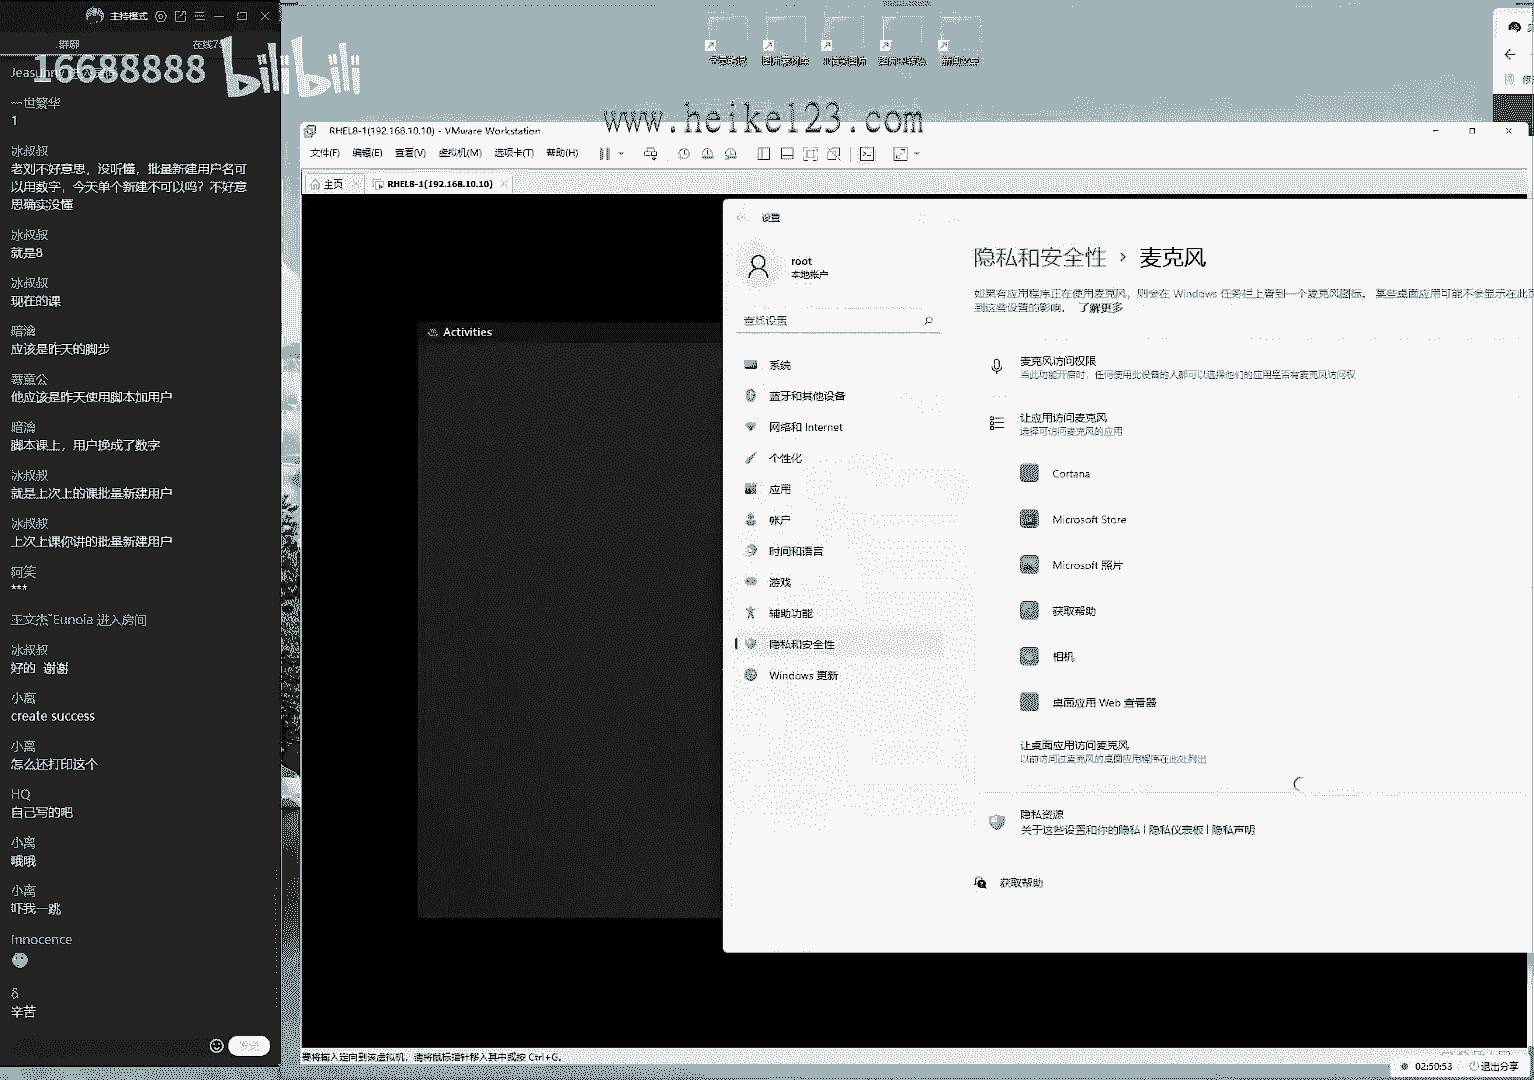 主持模式
群聊
在线7
16688888
bilibili
一世繁华
1
冰叔叔
老刘不好意思，没听懂，批量新建用户名可
以用数字，今天单个新建不可以吗？不好意
思确实没懂
冰叔叔
就是8
冰叔叔
现在的课
暗渝
应该是昨天的脚步
他应该是昨天使用脚本加用户
暗渝
脚本课上，用户换成了数字
冰叔叔
就是上次上的课批量新建用户
冰叔叔
上次上课你讲的批量新建用户
阿笑
***
王文杰~Eunoia 进入房间
冰叔叔
好的 谢谢
小离
create success
小离
怎么还打印这个
HQ
自己写的吧
小离
哦哦
小离
吓我一跳
Innocence
δ
辛苦
发送
www.heike123.com
RHEL8-1(192.168.10.10) - VMware Workstation
文件(F) 编辑(E) 查看(V) 虚拟机(M) 选项卡(T) 帮助(H)
主页
RHEL8-1(192.168.10.10)
Activities
设置
root
本地帐户
查找设置
系统
蓝牙和其他设备
网络和 Internet
个性化
应用
帐户
时间和语言
游戏
辅助功能
隐私和安全性
Windows 更新
隐私和安全性 › 麦克风
如果有应用程序正在使用麦克风，则会在 Windows 任务栏上看到一个麦克风图标。 某些桌面应用可能不会显示在此页
到这些设置的影响。 了解更多
麦克风访问权限
当此功能开启时，任何使用此设备的人都可以选择他们的应用是否有麦克风访问权
让应用访问麦克风
选择可访问麦克风的应用
Cortana
Microsoft Store
Microsoft 照片
获取帮助
相机
桌面应用 Web 查看器
让桌面应用访问麦克风
以前访问过麦克风的桌面应用程序在此处列出
隐私资源
关于这些设置和你的隐私 | 隐私仪表板 | 隐私声明
获取帮助
要将输入定向到该虚拟机，请将鼠标指针移入其中或按 Ctrl+G。
02:50:53
退出分享